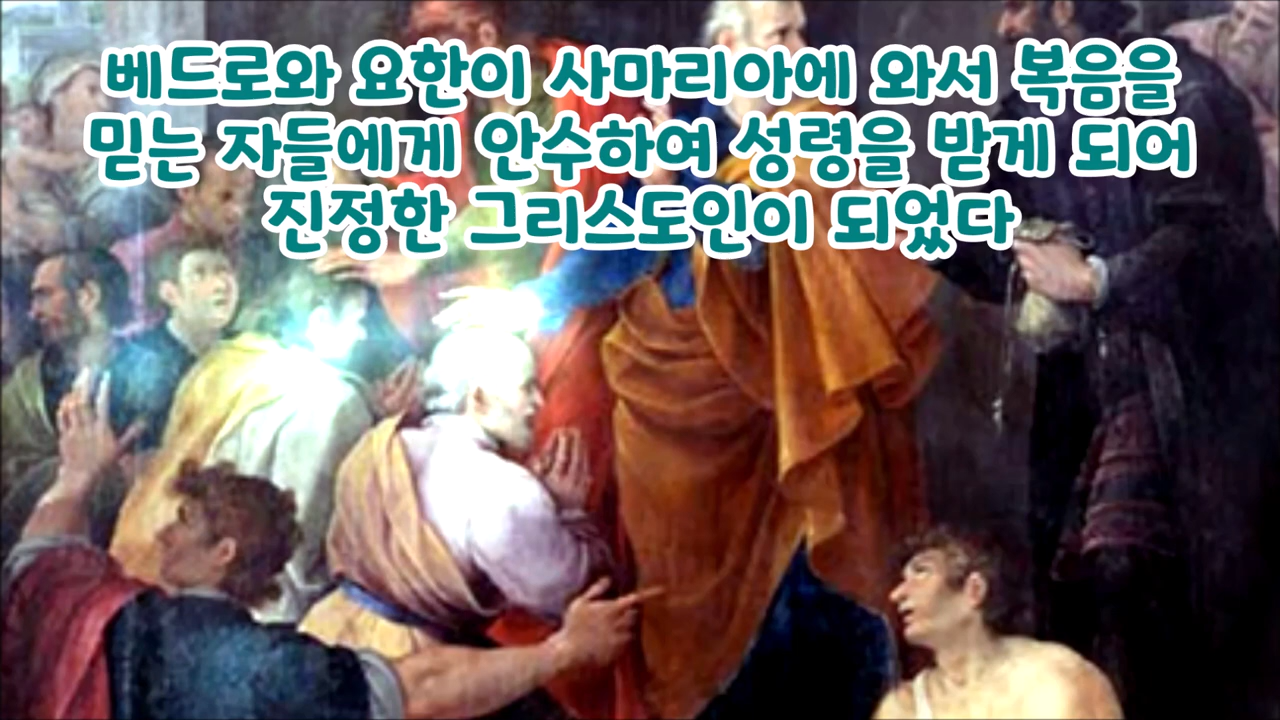 베드로와 요한이 사마리아에 와서 복음을
믿는 자들에게 안수하여 성령을 받게 되어
진정한 그리스도인이 되었다